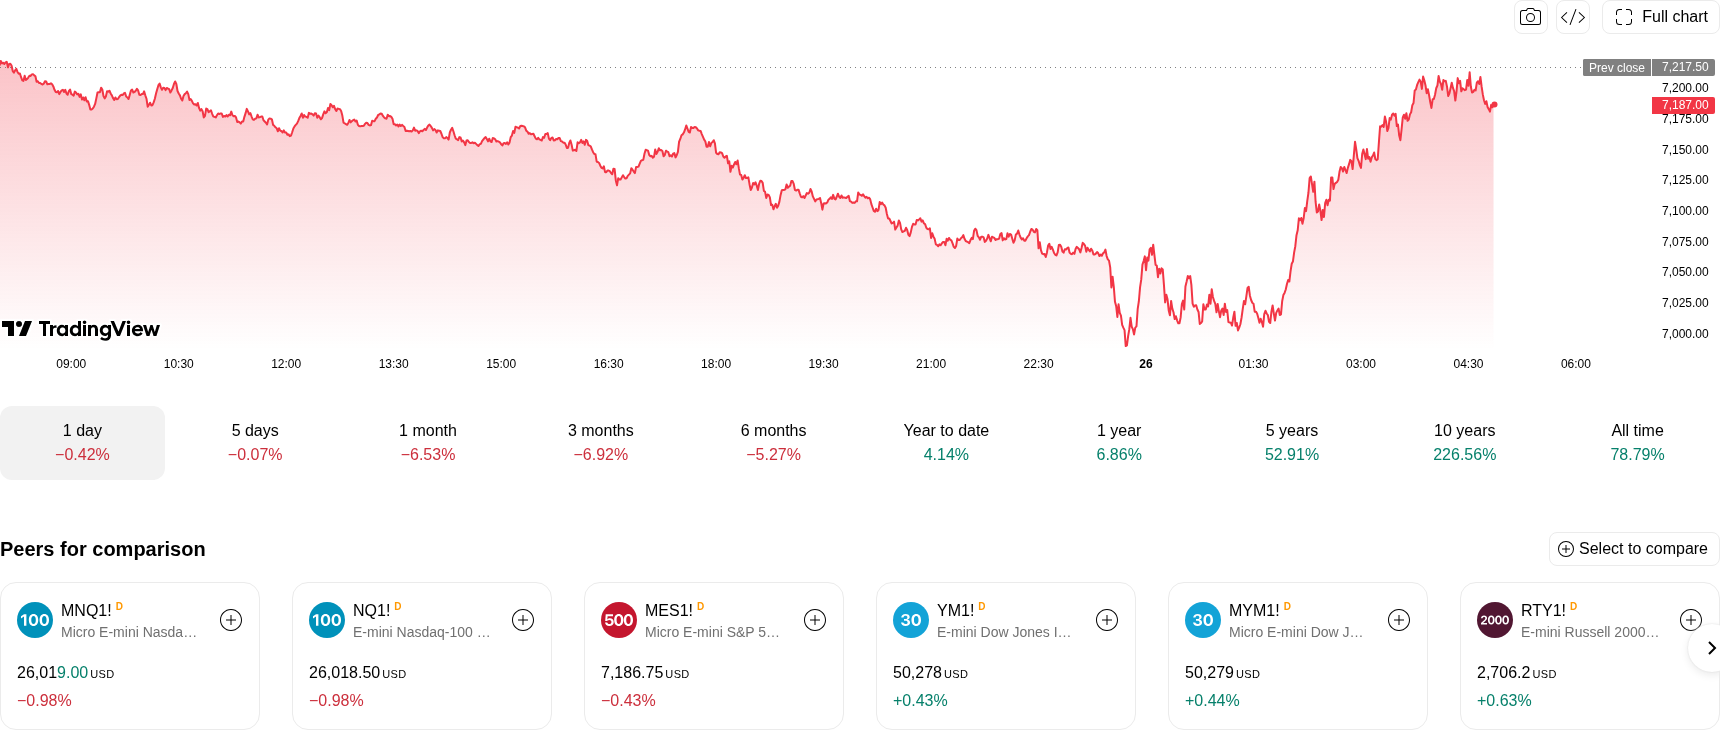 Full chart
Prev close 7,217.50
7,200.00
7,187.00
7,175.00
7,150.00
7,125.00
7,100.00
7,075.00
7,050.00
7,025.00
7,000.00
TradingView
09:00 10:30 12:00 13:30 15:00 16:30 18:00 19:30 21:00 22:30 26 01:30 03:00 04:30 06:00
1 day 5 days 1 month 3 months 6 months Year to date 1 year 5 years 10 years All time
−0.42% −0.07% −6.53% −6.92% −5.27% 4.14% 6.86% 52.91% 226.56% 78.79%
Peers for comparison
Select to compare
100 MNQ1! D
Micro E-mini Nasda…
26,019.00 USD
−0.98%
100 NQ1! D
E-mini Nasdaq-100 …
26,018.50 USD
−0.98%
500 MES1! D
Micro E-mini S&P 5…
7,186.75 USD
−0.43%
30 YM1! D
E-mini Dow Jones I…
50,278 USD
+0.43%
30 MYM1! D
Micro E-mini Dow J…
50,279 USD
+0.44%
2000 RTY1! D
E-mini Russell 2000…
2,706.2 USD
+0.63%